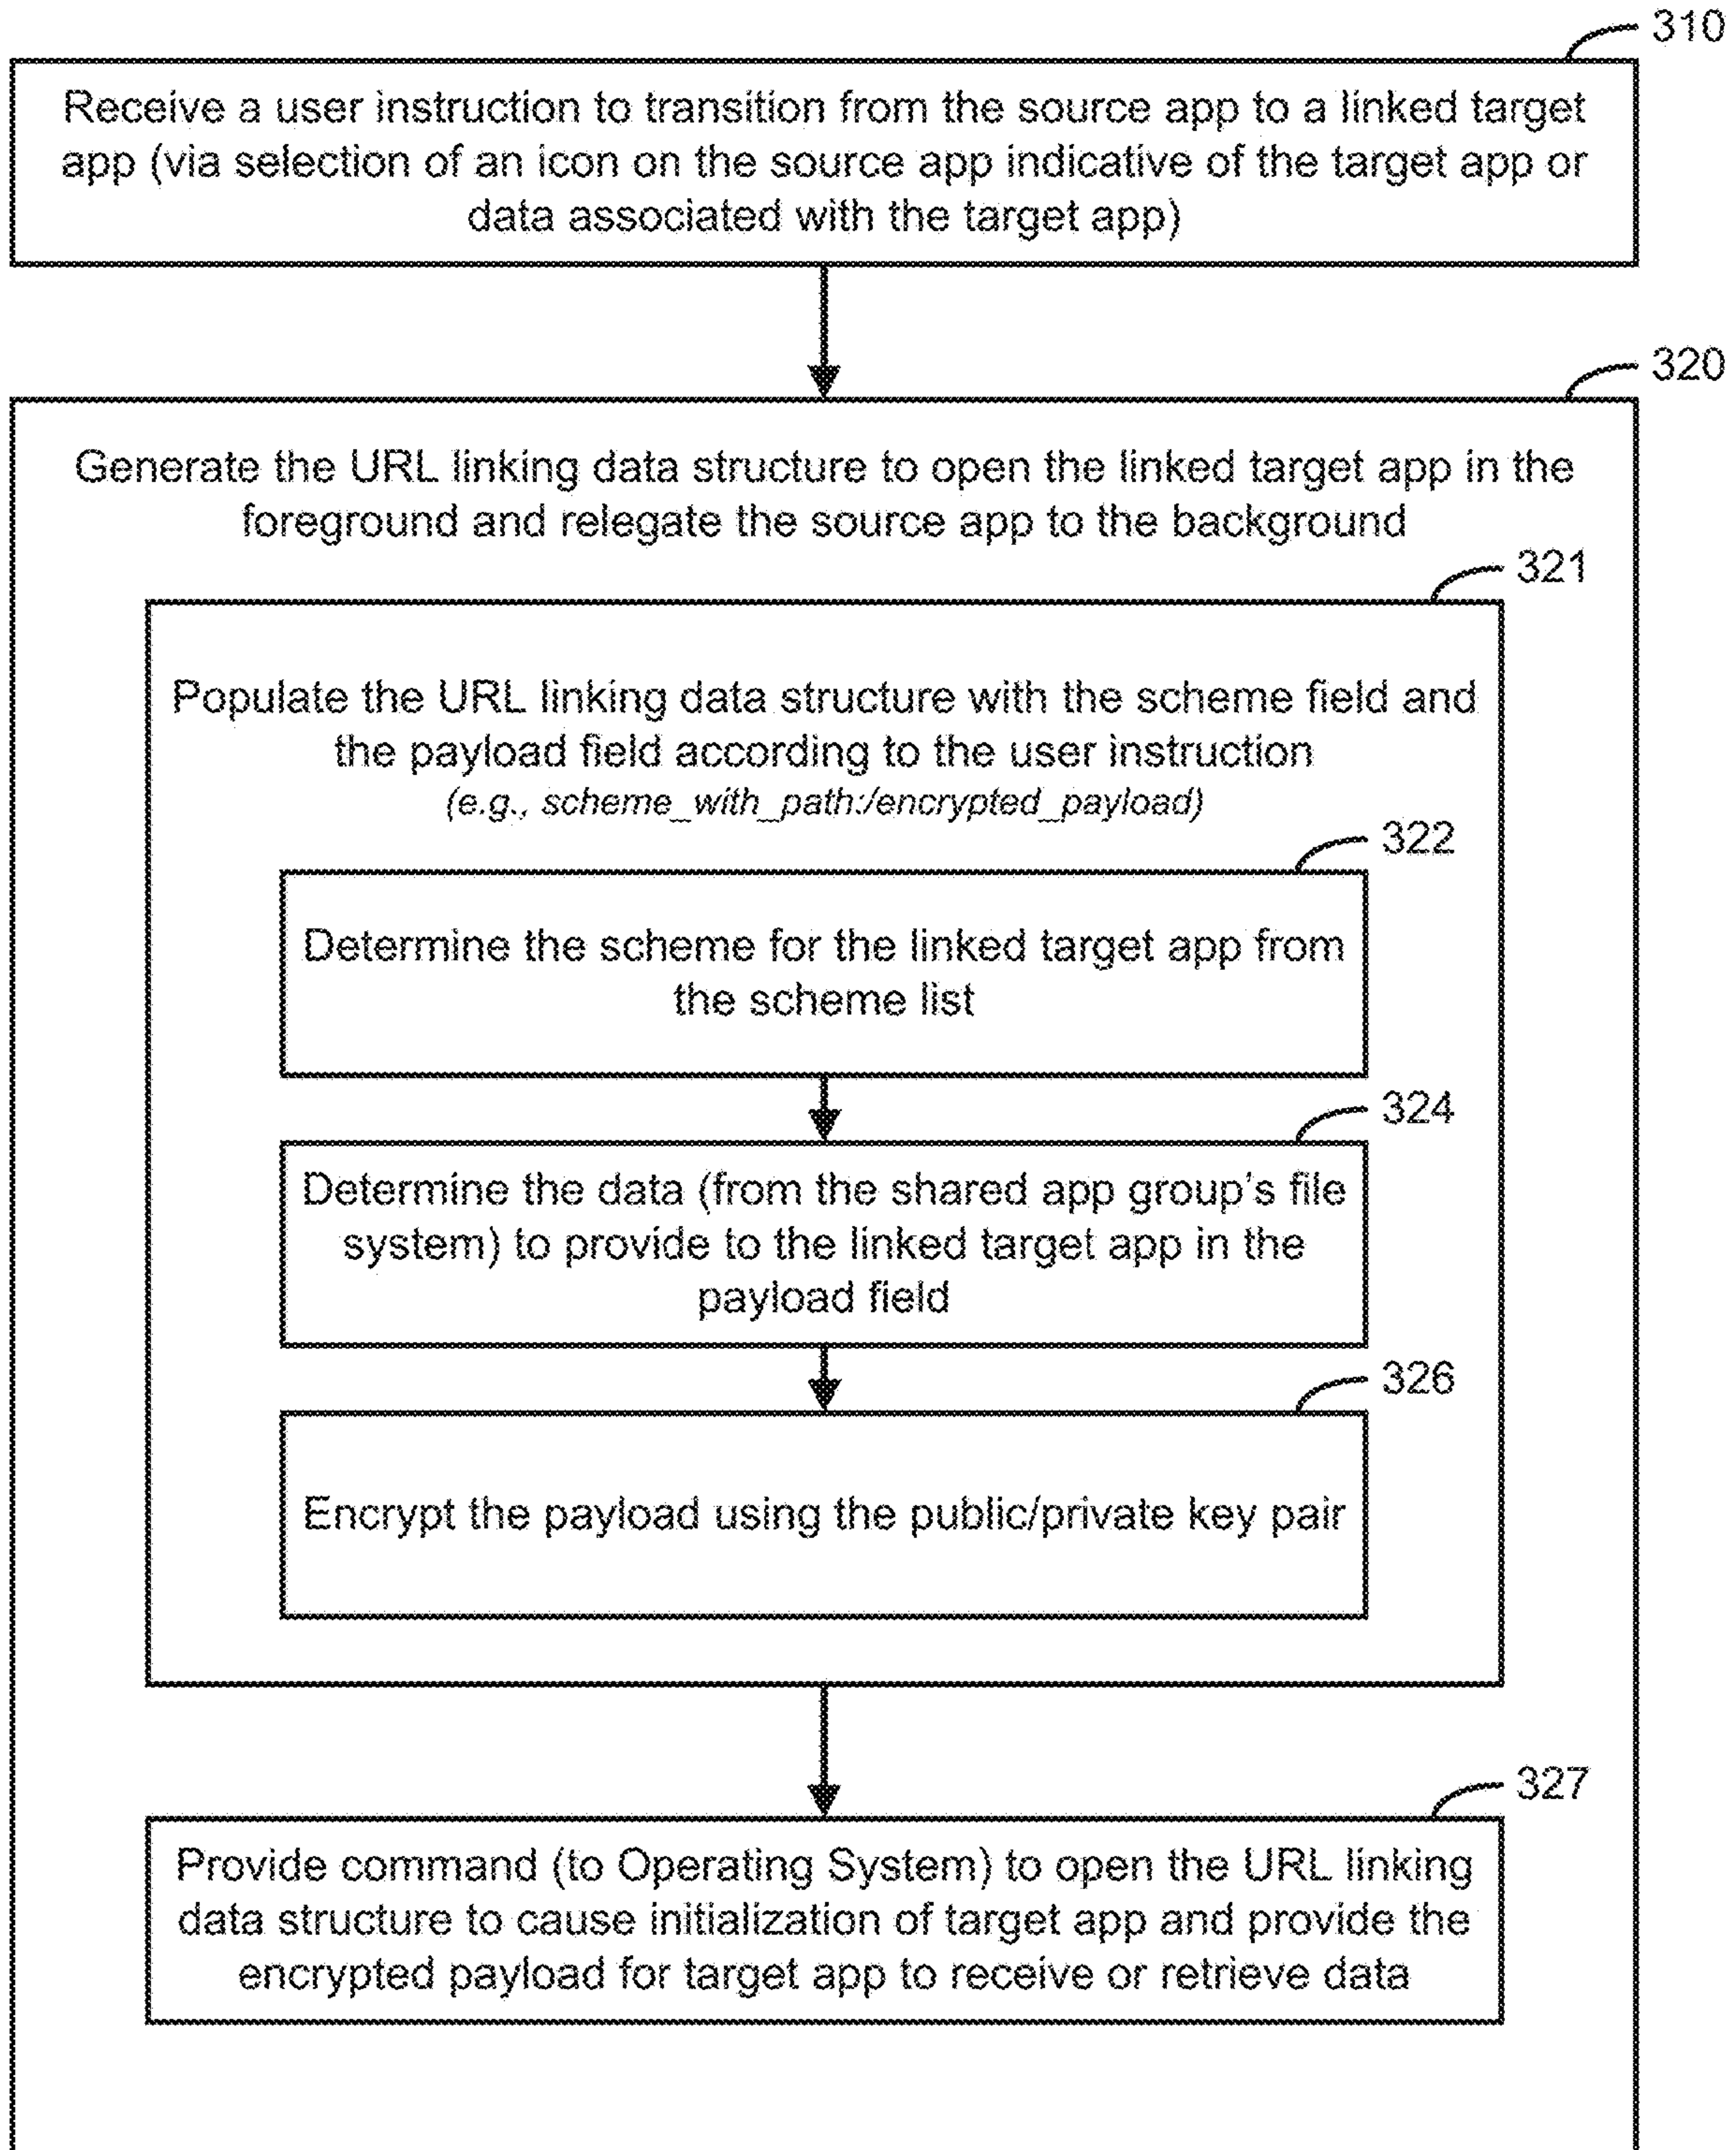 310
Receive a user instruction to transition from the source app to a linked target
app (via selection of an icon on the source app indicative of the target app or
data associated with the target app)
320
Generate the URL linking data structure to open the linked target app in the
foreground and relegate the source app to the background
321
Populate the URL linking data structure with the scheme field and
the payload field according to the user instruction
(e.g., scheme_with_path:/encrypted_payload)
322
Determine the scheme for the linked target app from
the scheme list
324
Determine the data (from the shared app group's file
system) to provide to the linked target app in the
payload field
326
Encrypt the payload using the public/private key pair
327
Provide command (to Operating System) to open the URL linking
data structure to cause initialization of target app and provide the
encrypted payload for target app to receive or retrieve data